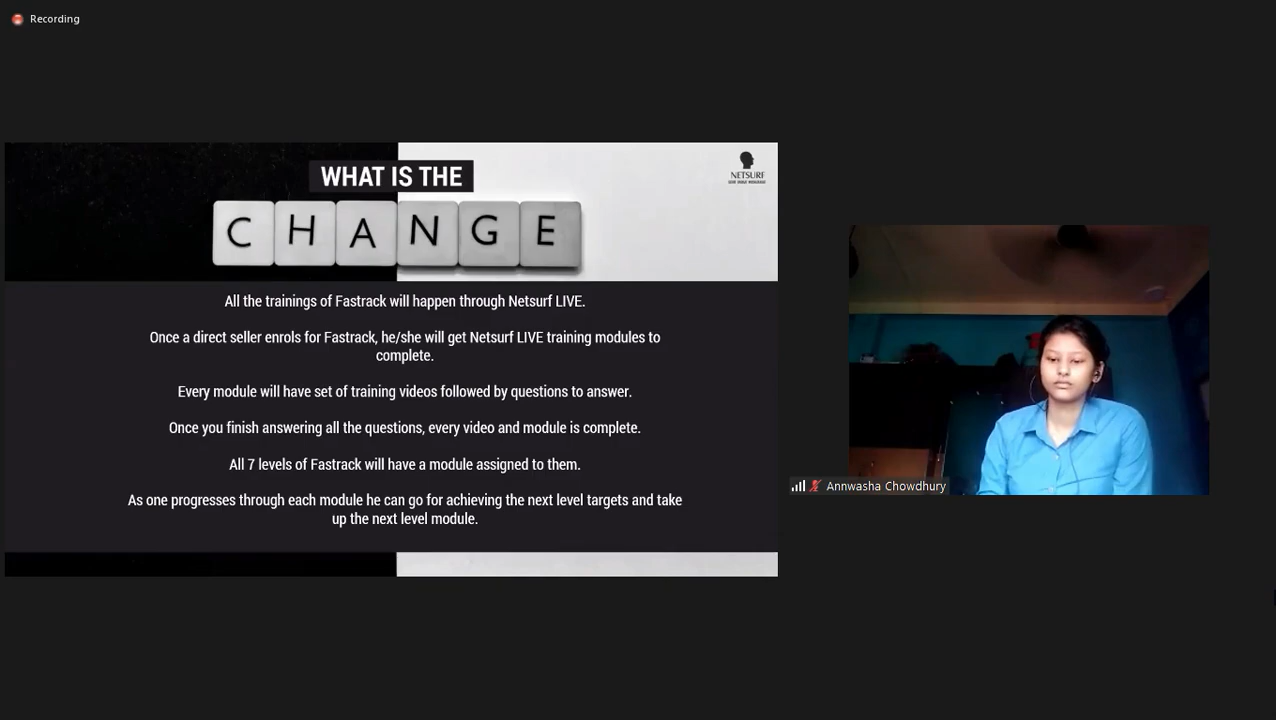 Recording
WHAT IS THE
NETSURF
CHANGE
All the trainings of Fastrack will happen through Netsurf LIVE.
Once a direct seller enrols for Fastrack, he/she will get Netsurf LIVE training modules to
complete.
Every module will have set of training videos followed by questions to answer.
Once you finish answering all the questions, every video and module is complete.
All 7 levels of Fastrack will have a module assigned to them.
As one progresses through each module he can go for achieving the next level targets and take
up the next level module.
Annwasha Chowdhury